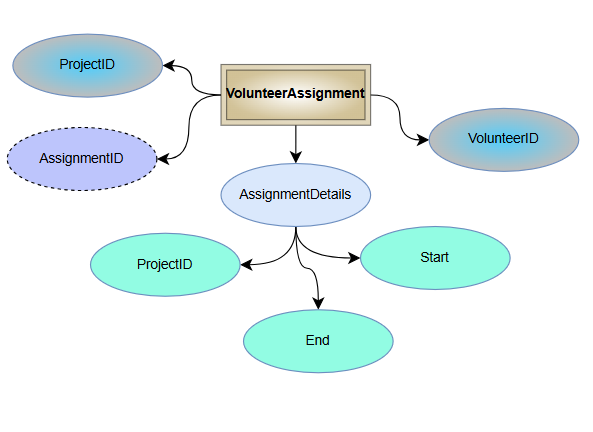 ProjectID
VolunteerAssignment
VolunteerID
AssignmentID
AssignmentDetails
ProjectID
Start
End